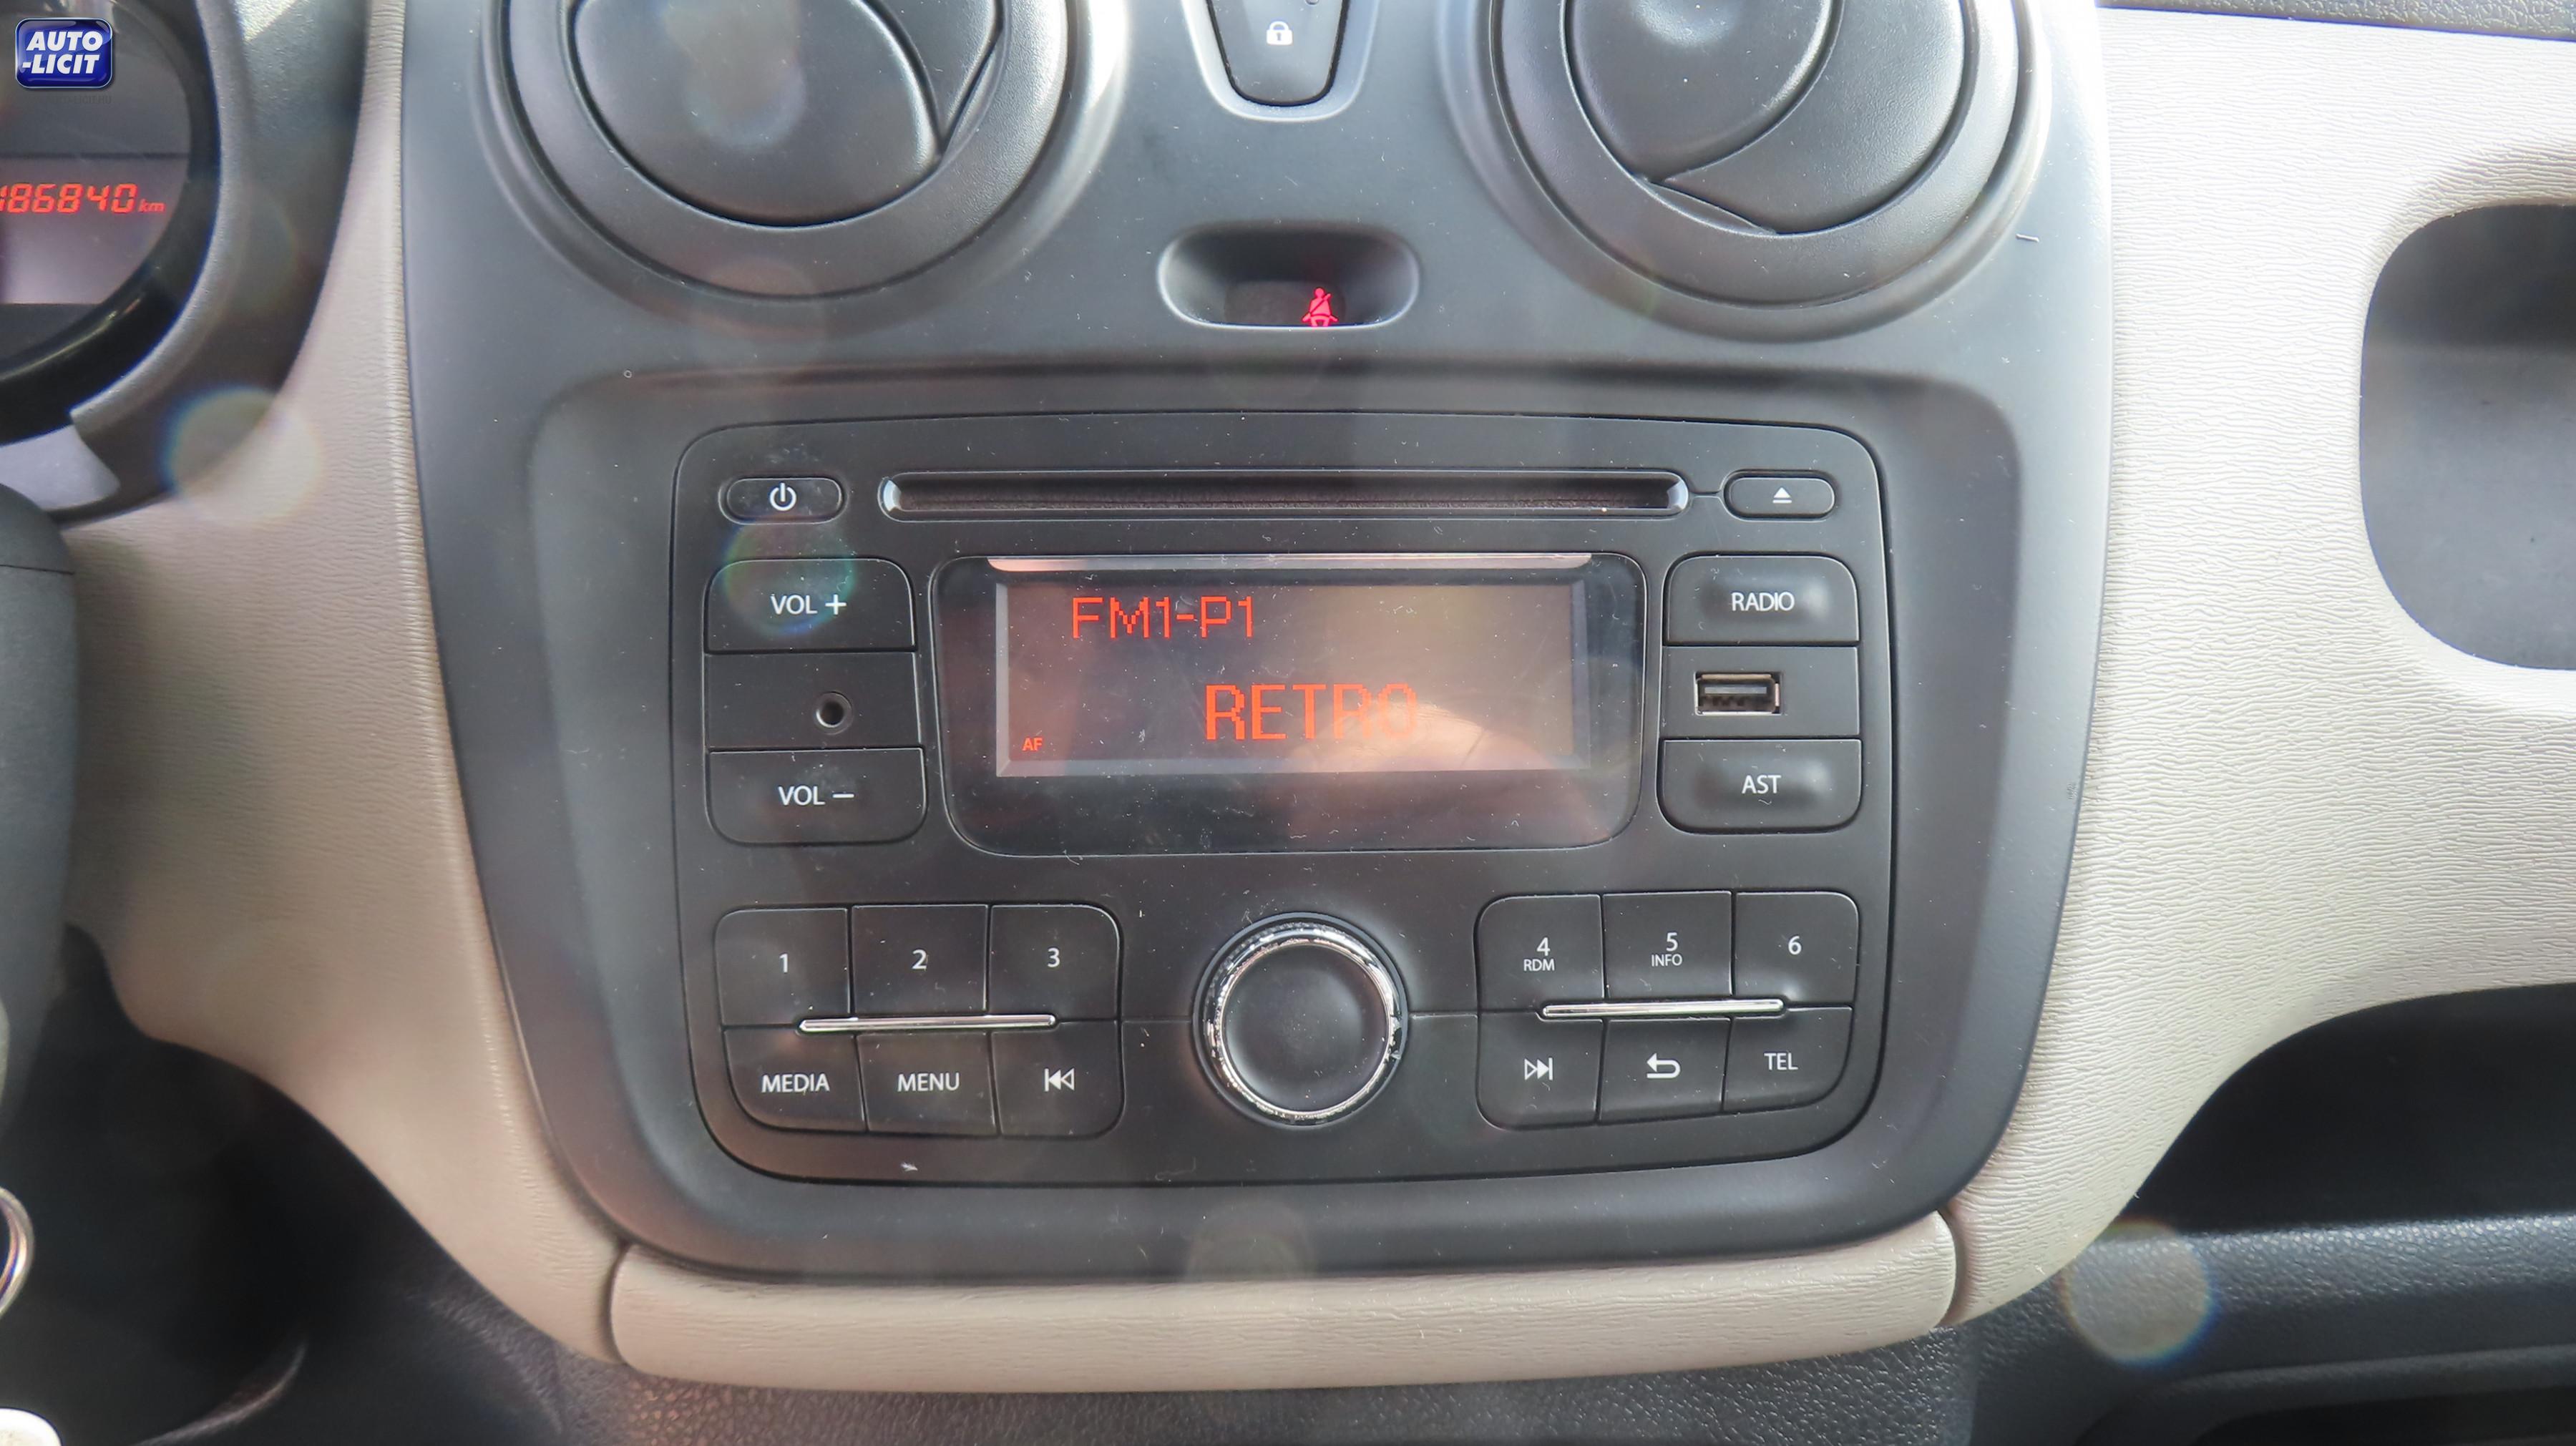 AUTO
-LICIT
186840 km
FM1-P1
RETRO
AF
VOL +
VOL −
RADIO
AST
1
2
3
4
RDM
5
INFO
6
MEDIA
MENU
TEL